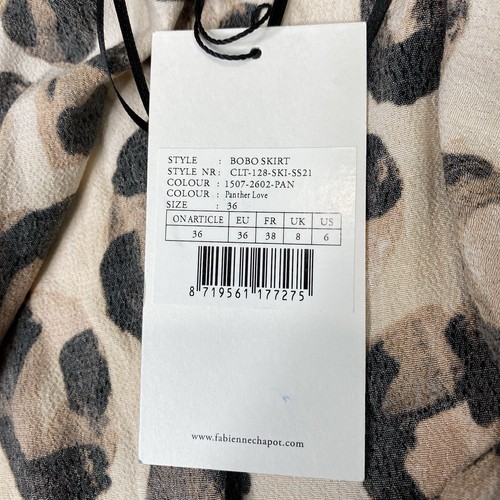 STYLE : BOBO SKIRT
STYLE NR: CLT-128-SKI-SS21
COLOUR : 1507-2602-PAN
COLOUR : Panther Love
SIZE : 36
ON ARTICLE EU FR UK US
36 36 38 8 6
8 719561 177275
www.fabiennechapot.com